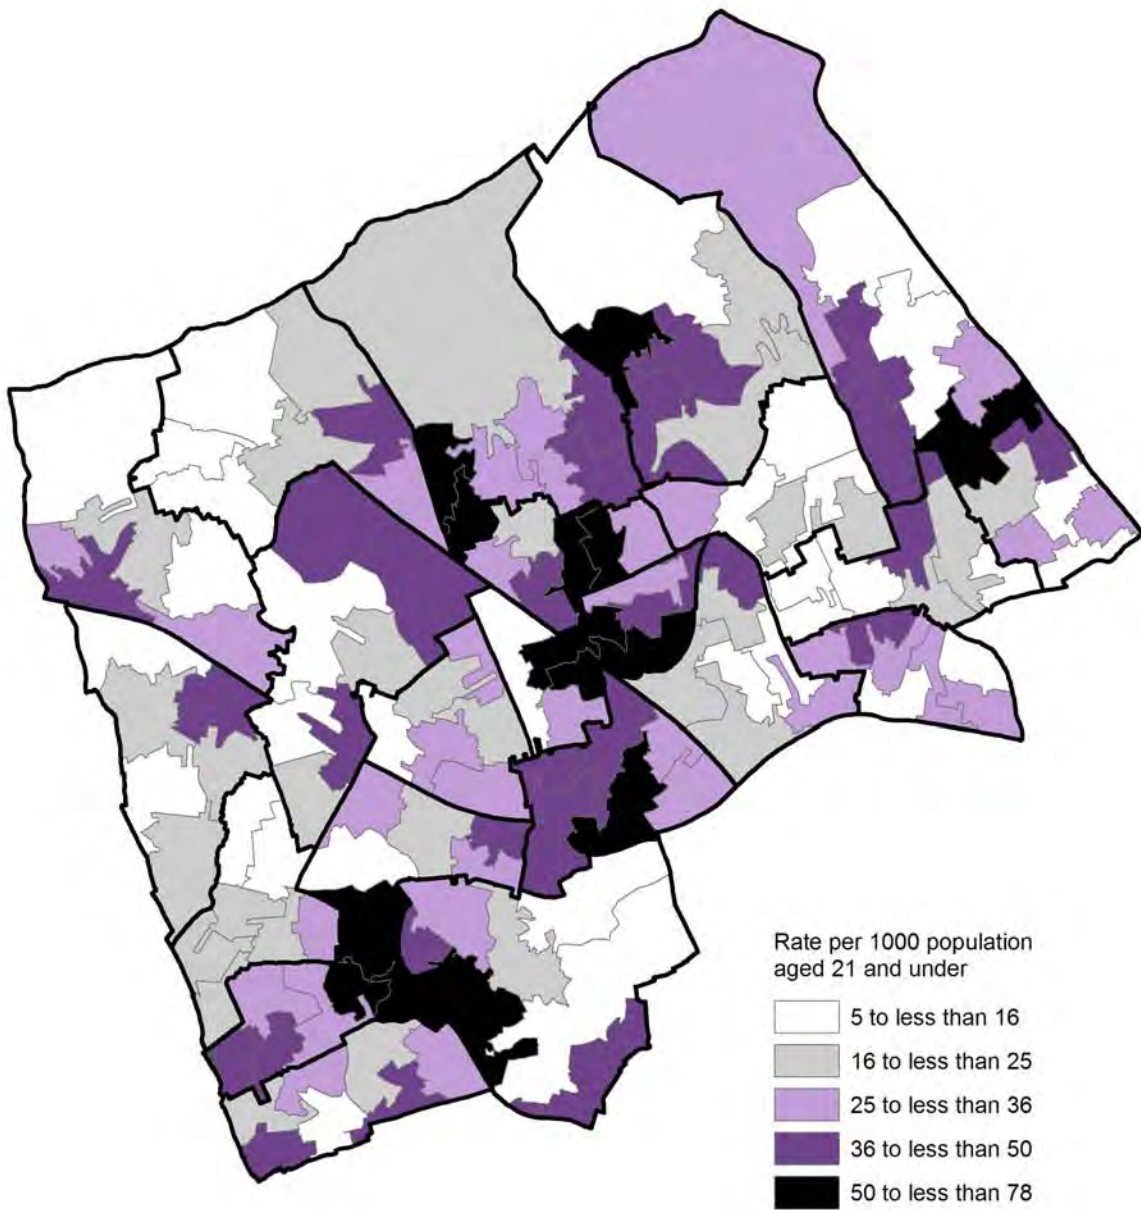 Rate per 1000 population
aged 21 and under
5 to less than 16
16 to less than 25
25 to less than 36
36 to less than 50
50 to less than 78